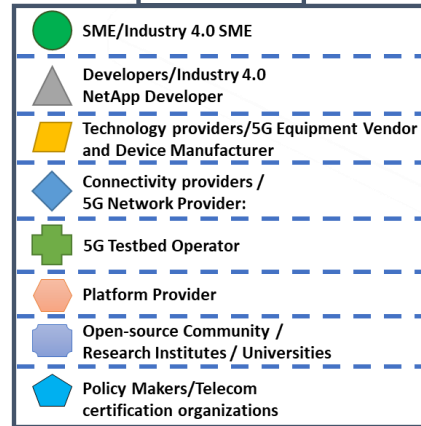 SME/Industry 4.0 SME
Developers/Industry 4.0
NetApp Developer
Technology providers/5G Equipment Vendor
and Device Manufacturer
Connectivity providers /
5G Network Provider:
5G Testbed Operator
Platform Provider
Open-source Community /
Research Institutes / Universities
Policy Makers/Telecom
certification organizations